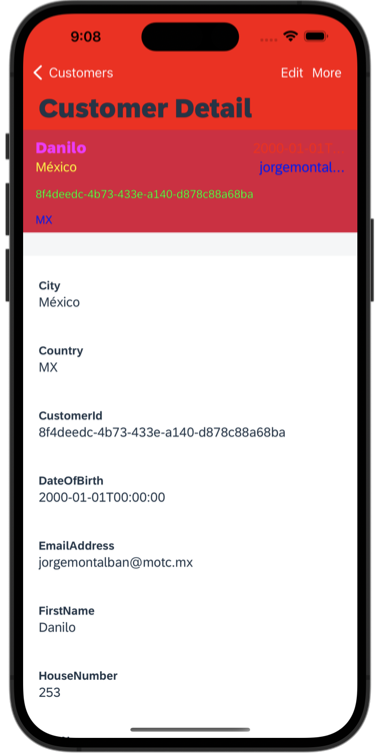 9:08
Customers Edit More
Customer Detail
Danilo
México jorgemontal...
8f4deedc-4b73-433e-a140-d878c88a68ba
MX
City
México
Country
MX
CustomerId
8f4deedc-4b73-433e-a140-d878c88a68ba
DateOfBirth
2000-01-01T00:00:00
EmailAddress
jorgemontalban@motc.mx
FirstName
Danilo
HouseNumber
253